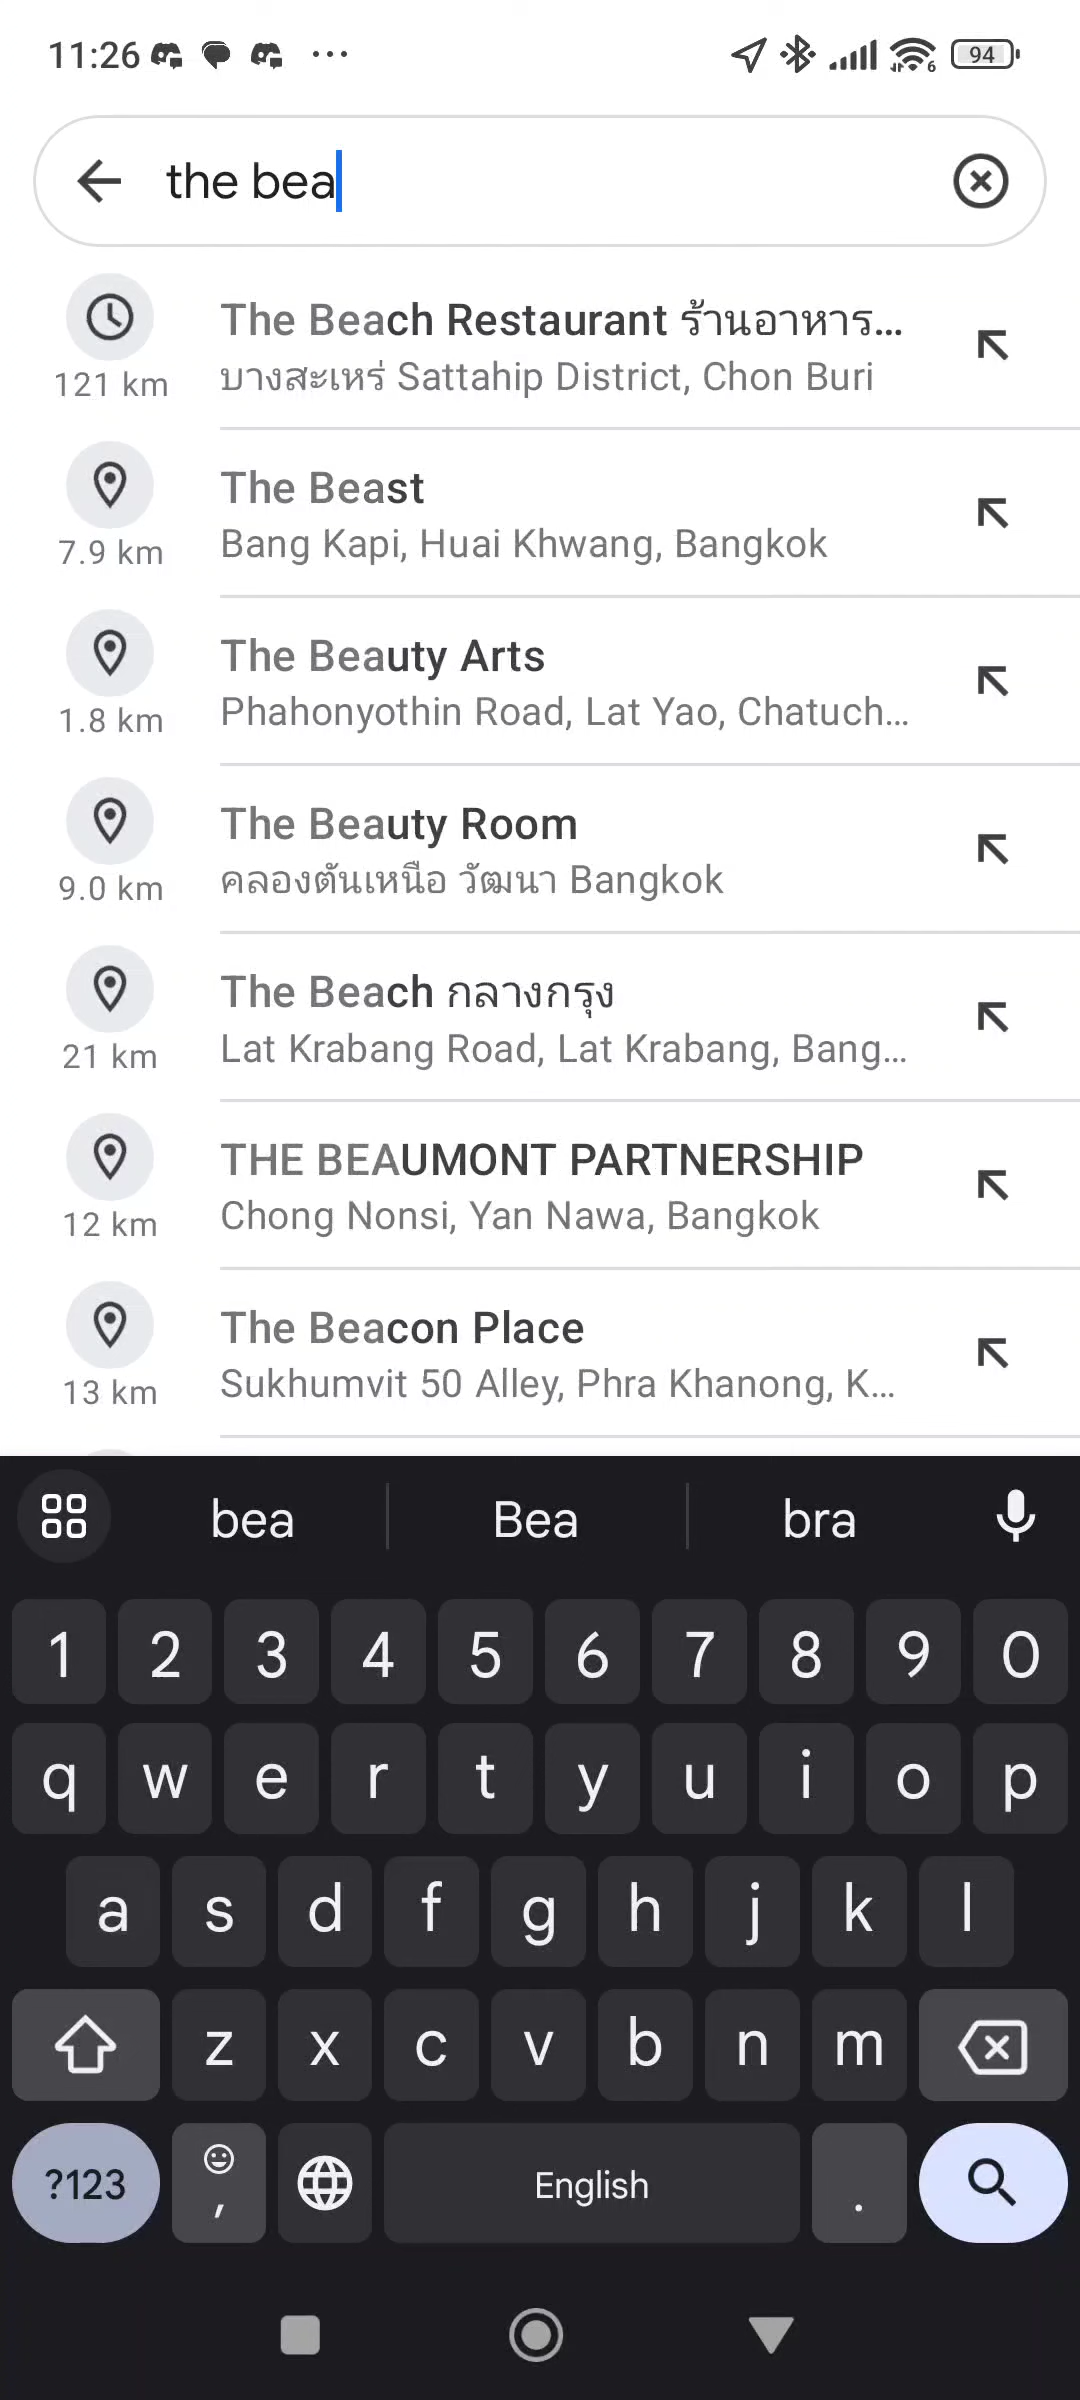 11:26 ... 94
the bea
The Beach Restaurant ร้านอาหาร...
121 km บางสะเหร่ Sattahip District, Chon Buri
The Beast
7.9 km Bang Kapi, Huai Khwang, Bangkok
The Beauty Arts
1.8 km Phahonyothin Road, Lat Yao, Chatuch...
The Beauty Room
9.0 km คลองตันเหนือ วัฒนา Bangkok
The Beach กลางกรุง
21 km Lat Krabang Road, Lat Krabang, Bang...
THE BEAUMONT PARTNERSHIP
12 km Chong Nonsi, Yan Nawa, Bangkok
The Beacon Place
13 km Sukhumvit 50 Alley, Phra Khanong, K...
bea Bea bra
1 2 3 4 5 6 7 8 9 0
q w e r t y u i o p
a s d f g h j k l
z x c v b n m
?123 , English .